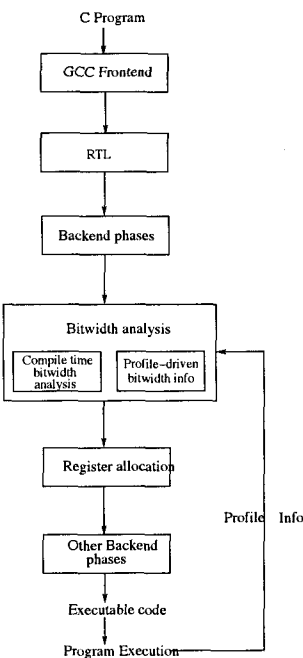 C Program
GCC Frontend
RTL
Backend phases
Bitwidth analysis
Compile time
bitwidth
analysis
Profile-driven
bitwidth info
Register allocation
Profile Info
Other Backend
phases
Executable code
Program Execution